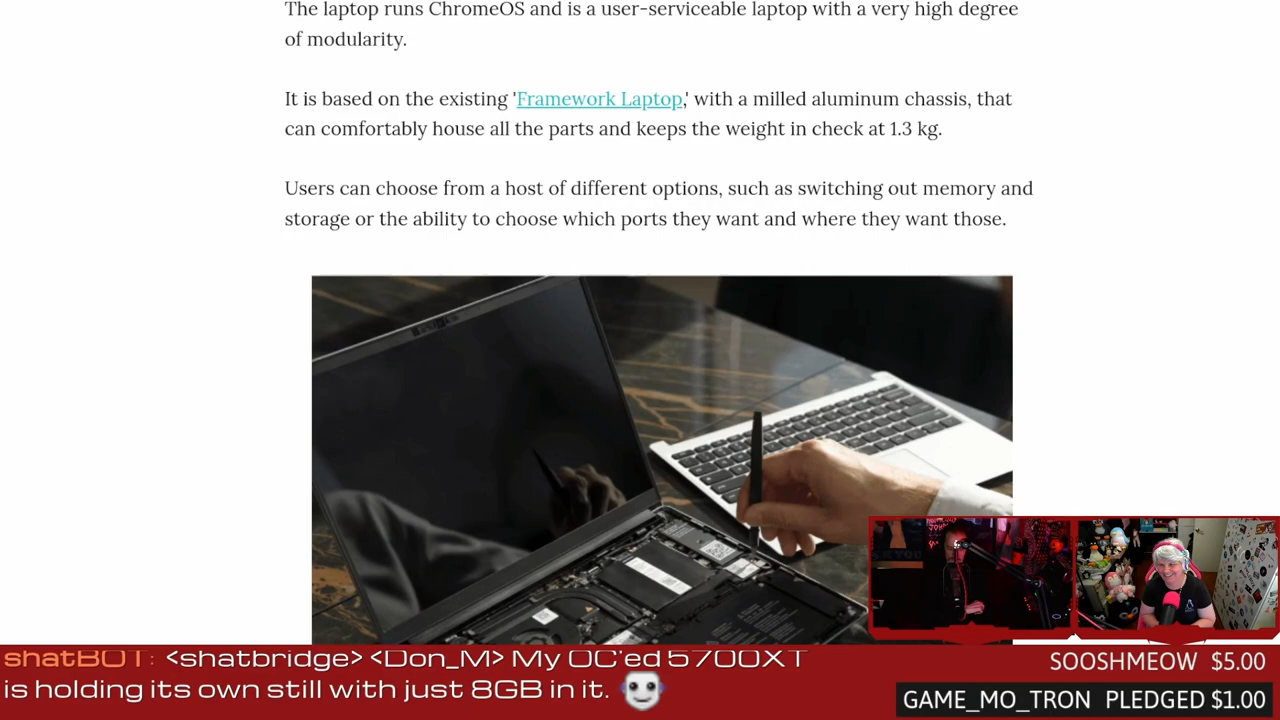 The laptop runs ChromeOS and is a user-serviceable laptop with a very high degree
of modularity.
It is based on the existing 'Framework Laptop,' with a milled aluminum chassis, that
can comfortably house all the parts and keeps the weight in check at 1.3 kg.
Users can choose from a host of different options, such as switching out memory and
storage or the ability to choose which ports they want and where they want those.
shatBOT: <shatbridge> <Don_M> My OC'ed 5700XT
is holding its own still with just 8GB in it.
SOOSHMEOW $5.00
GAME_MO_TRON PLEDGED $1.00